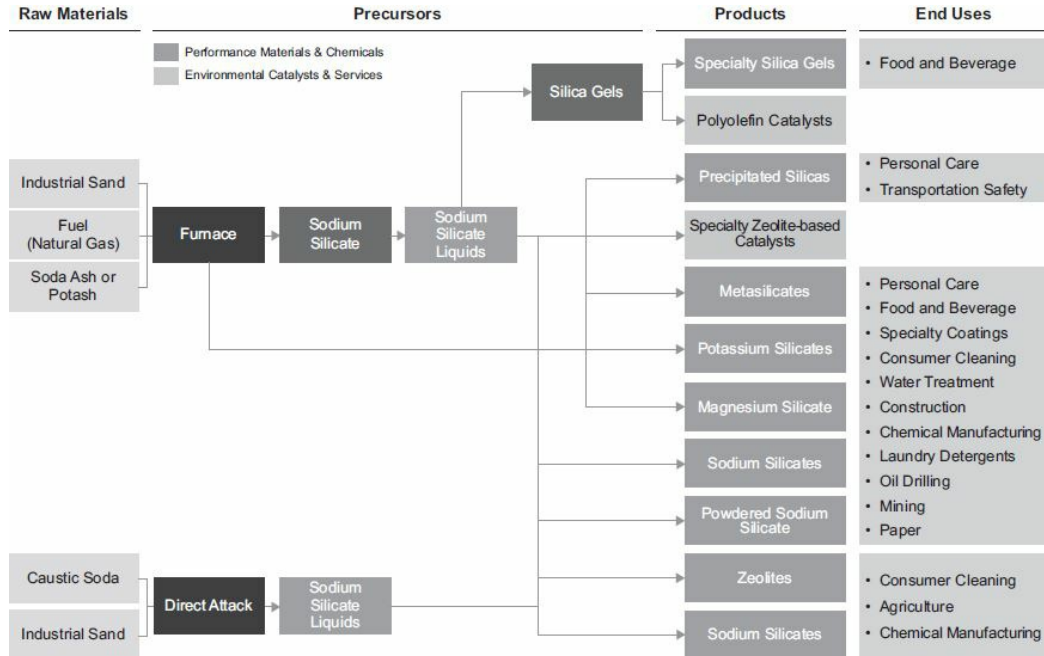 Raw Materials
Precursors
Products
End Uses
Performance Materials & Chemicals
Environmental Catalysts & Services
Industrial Sand
Fuel
(Natural Gas)
Soda Ash or
Potash
Furnace
Sodium
Silicate
Sodium
Silicate
Liquids
Silica Gels
Specialty Silica Gels
Polyolefin Catalysts
Precipitated Silicas
Specialty Zeolite-based
Catalysts
Metasilicates
Potassium Silicates
Magnesium Silicate
Sodium Silicates
Powdered Sodium
Silicate
• Food and Beverage
• Personal Care
• Transportation Safety
• Personal Care
• Food and Beverage
• Specialty Coatings
• Consumer Cleaning
• Water Treatment
• Construction
• Chemical Manufacturing
• Laundry Detergents
• Oil Drilling
• Mining
• Paper
Caustic Soda
Industrial Sand
Direct Attack
Sodium
Silicate
Liquids
Zeolites
Sodium Silicates
• Consumer Cleaning
• Agriculture
• Chemical Manufacturing